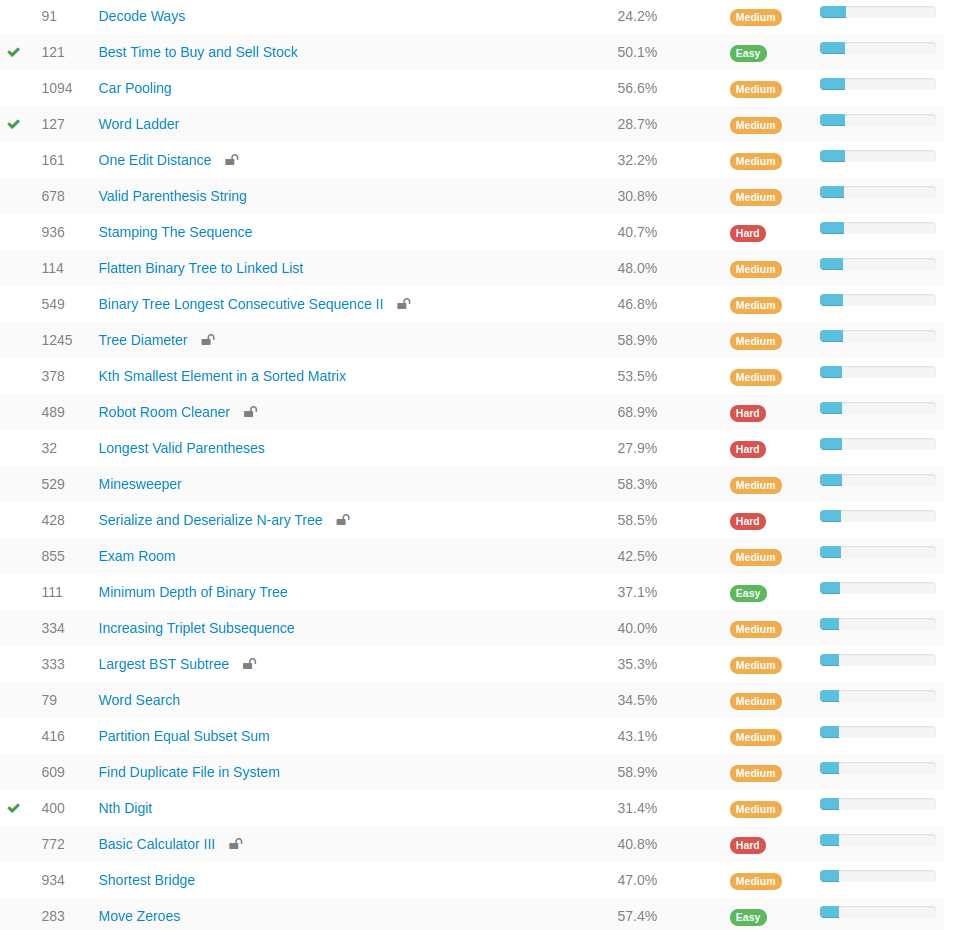 91 Decode Ways 24.2% Medium
121 Best Time to Buy and Sell Stock 50.1% Easy
1094 Car Pooling 56.6% Medium
127 Word Ladder 28.7% Medium
161 One Edit Distance 32.2% Medium
678 Valid Parenthesis String 30.8% Medium
936 Stamping The Sequence 40.7% Hard
114 Flatten Binary Tree to Linked List 48.0% Medium
549 Binary Tree Longest Consecutive Sequence II 46.8% Medium
1245 Tree Diameter 58.9% Medium
378 Kth Smallest Element in a Sorted Matrix 53.5% Medium
489 Robot Room Cleaner 68.9% Hard
32 Longest Valid Parentheses 27.9% Hard
529 Minesweeper 58.3% Medium
428 Serialize and Deserialize N-ary Tree 58.5% Hard
855 Exam Room 42.5% Medium
111 Minimum Depth of Binary Tree 37.1% Easy
334 Increasing Triplet Subsequence 40.0% Medium
333 Largest BST Subtree 35.3% Medium
79 Word Search 34.5% Medium
416 Partition Equal Subset Sum 43.1% Medium
609 Find Duplicate File in System 58.9% Medium
400 Nth Digit 31.4% Medium
772 Basic Calculator III 40.8% Hard
934 Shortest Bridge 47.0% Medium
283 Move Zeroes 57.4% Easy